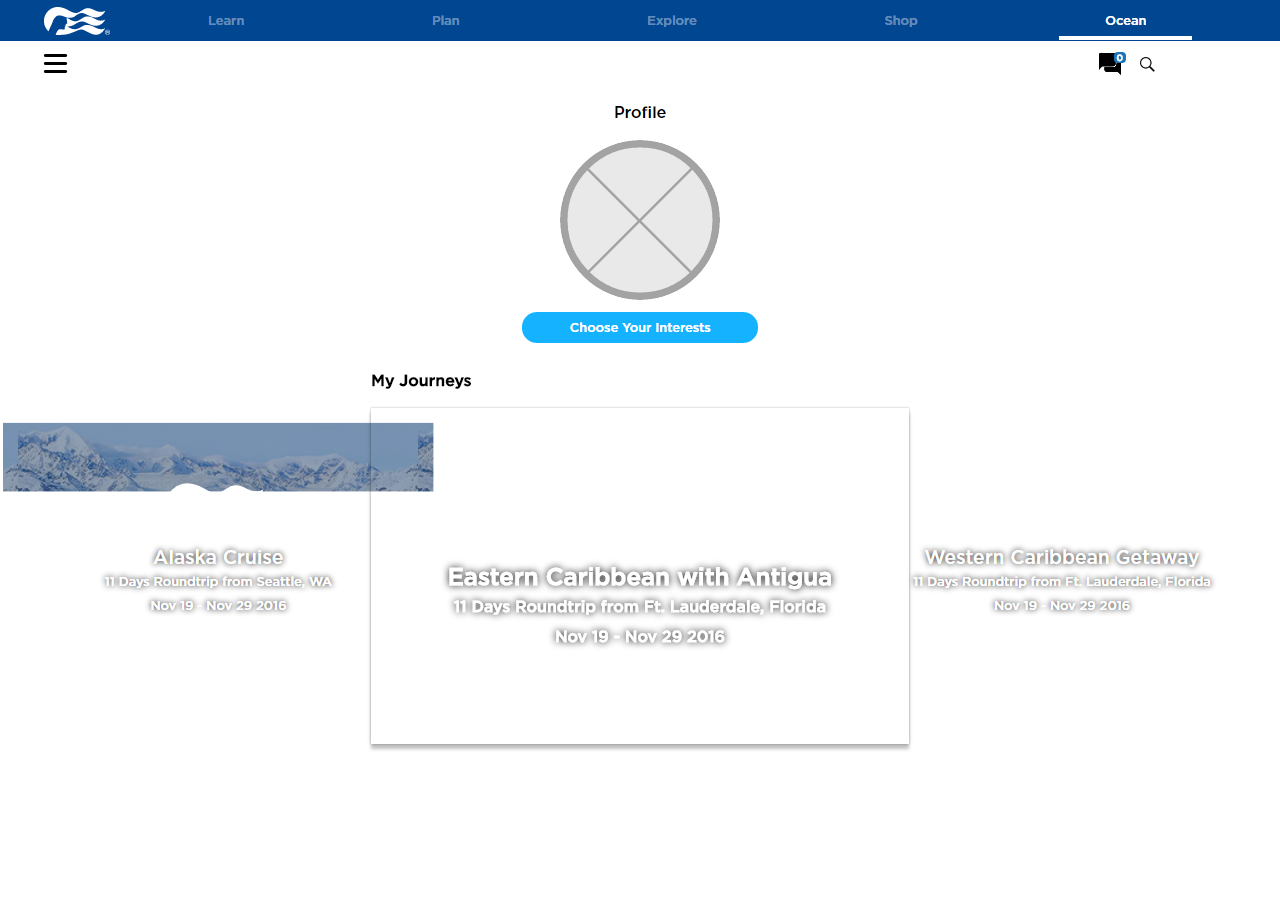 Learn
Plan
Explore
Shop
Ocean
0
Profile
Choose Your Interests
My Journeys
Alaska Cruise
11 Days Roundtrip from Seattle, WA
Nov 19 - Nov 29 2016
Eastern Caribbean with Antigua
11 Days Roundtrip from Ft. Lauderdale, Florida
Nov 19 - Nov 29 2016
Western Caribbean Getaway
11 Days Roundtrip from Ft. Lauderdale, Florida
Nov 19 - Nov 29 2016